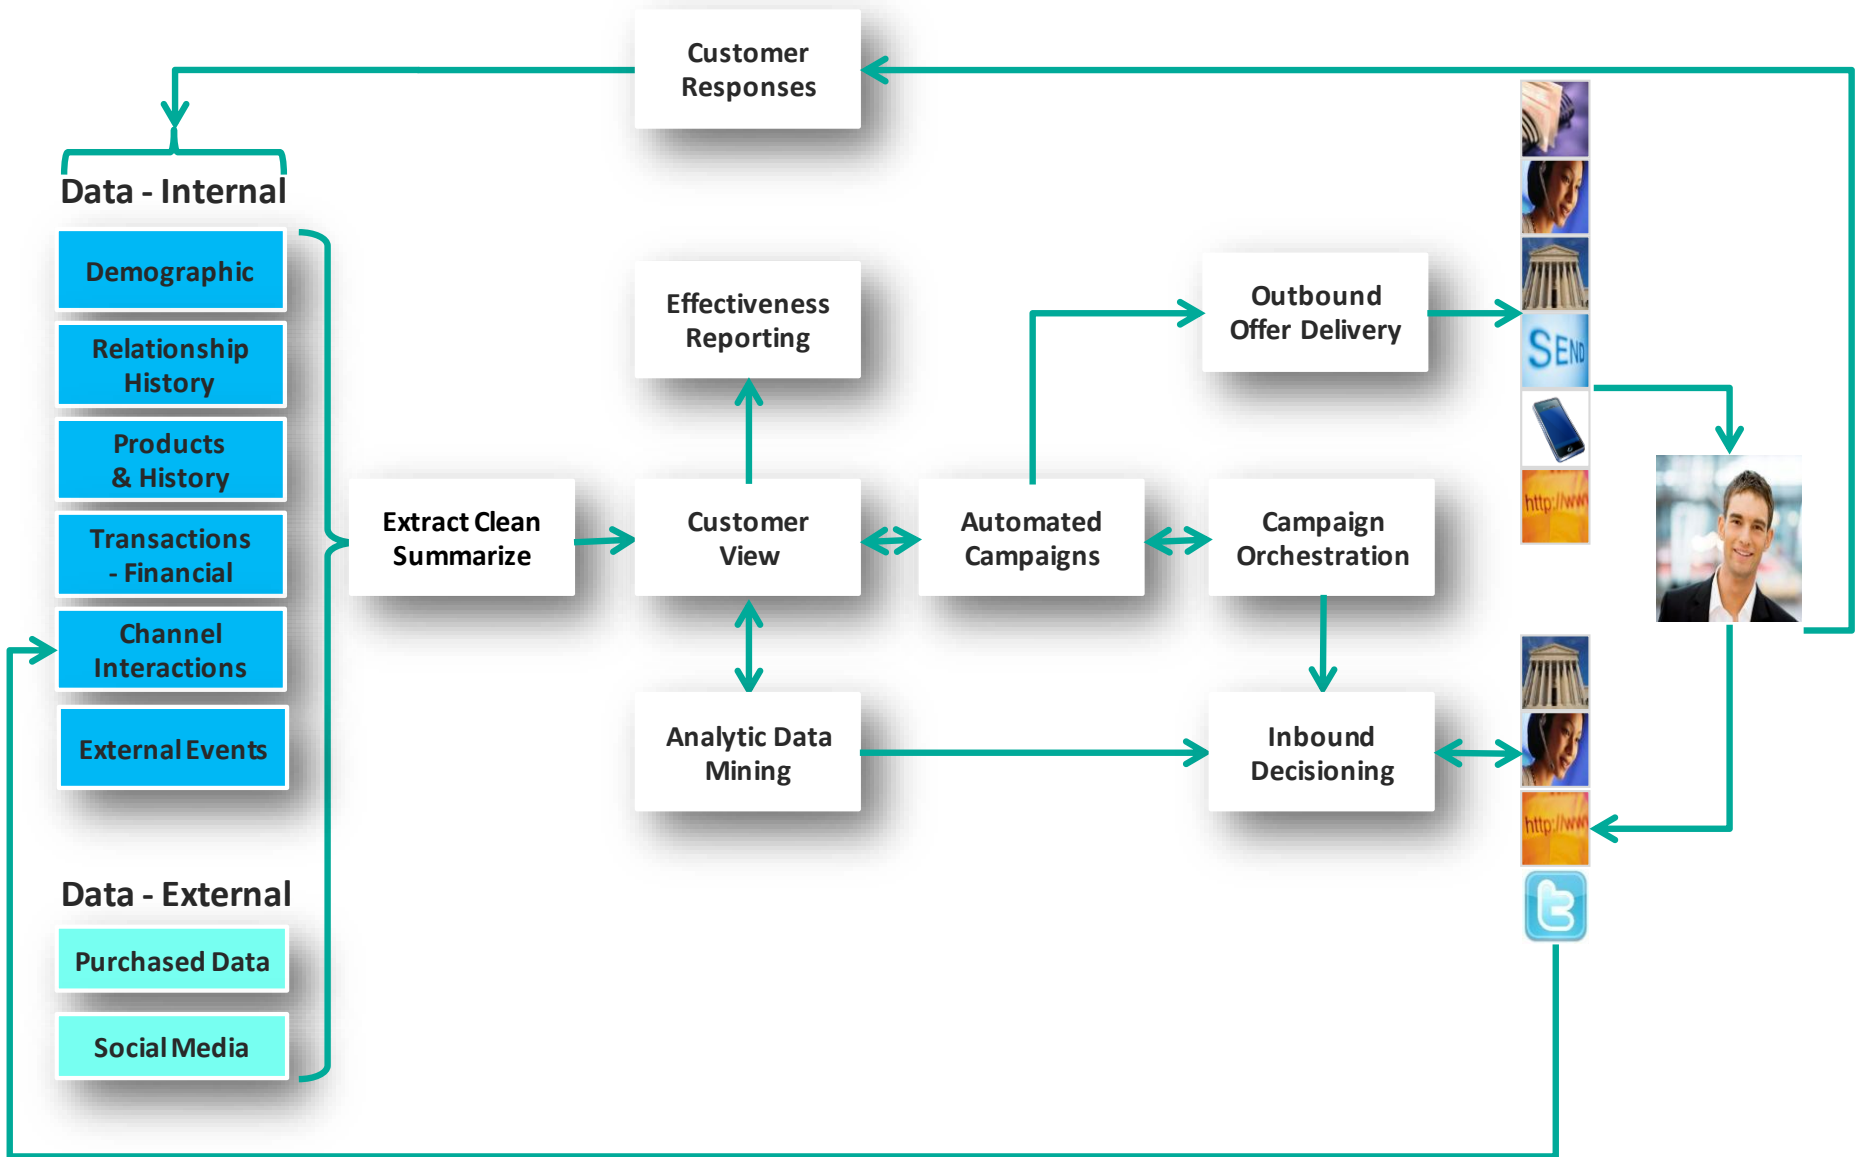 Customer
Responses
Data - Internal
Demographic
Relationship
History
Products
& History
Transactions
- Financial
Channel
Interactions
External Events
Data - External
Purchased Data
Social Media
Extract Clean
Summarize
Effectiveness
Reporting
Customer
View
Analytic Data
Mining
Automated
Campaigns
Outbound
Offer Delivery
Campaign
Orchestration
Inbound
Decisioning
SEND
http://www
http://www